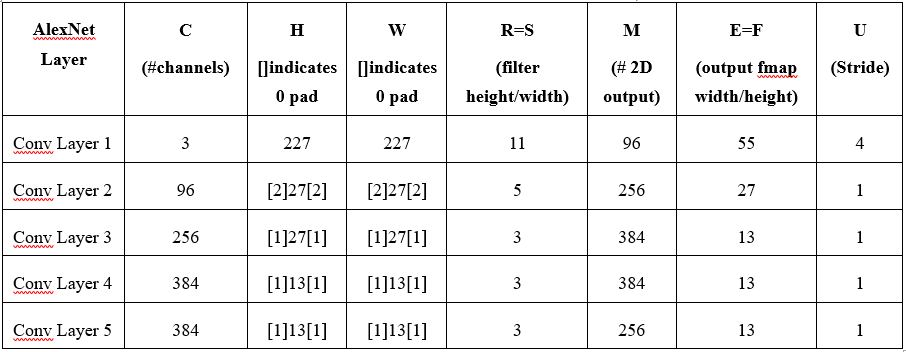 AlexNet Layer C (#channels) H []indicates 0 pad W []indicates 0 pad R=S (filter height/width) M (# 2D output) E=F (output fmap width/height) U (Stride)
Conv Layer 1 3 227 227 11 96 55 4
Conv Layer 2 96 [2]27[2] [2]27[2] 5 256 27 1
Conv Layer 3 256 [1]27[1] [1]27[1] 3 384 13 1
Conv Layer 4 384 [1]13[1] [1]13[1] 3 384 13 1
Conv Layer 5 384 [1]13[1] [1]13[1] 3 256 13 1